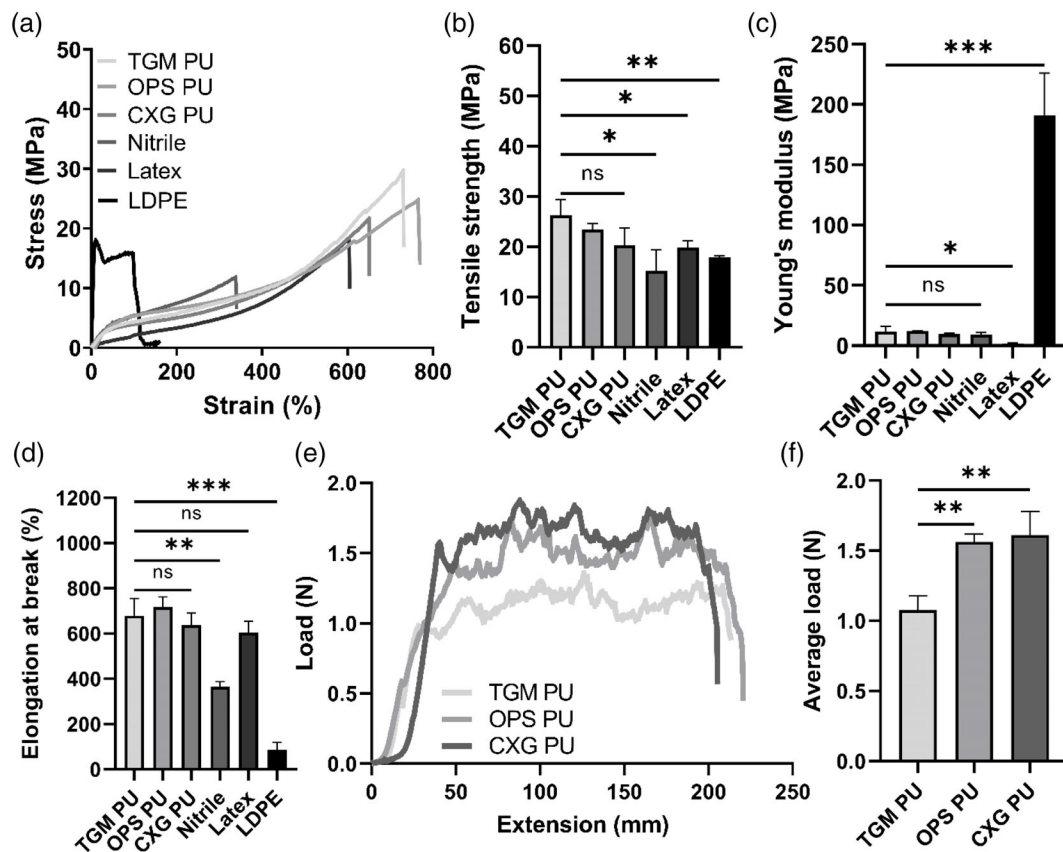 (a)
50
40
30
20
10
0
Stress (MPa)
TGM PU
OPS PU
CXG PU
Nitrile
Latex
LDPE
0 200 400 600 800
Strain (%)
(b)
60
50
40
30
20
10
0
Tensile strength (MPa)
**
*
*
ns
TGM PU
OPS PU
CXG PU
Nitrile
Latex
LDPE
(c)
250
200
150
100
50
0
Young's modulus (MPa)
***
*
ns
TGM PU
OPS PU
CXG PU
Nitrile
Latex
LDPE
(d)
1200
1000
800
600
400
200
0
Elongation at break (%)
***
ns
**
ns
TGM PU
OPS PU
CXG PU
Nitrile
Latex
LDPE
(e)
2.0
1.5
1.0
0.5
0.0
Load (N)
TGM PU
OPS PU
CXG PU
0 50 100 150 200 250
Extension (mm)
(f)
2.0
1.5
1.0
0.5
0.0
Average load (N)
**
**
TGM PU
OPS PU
CXG PU